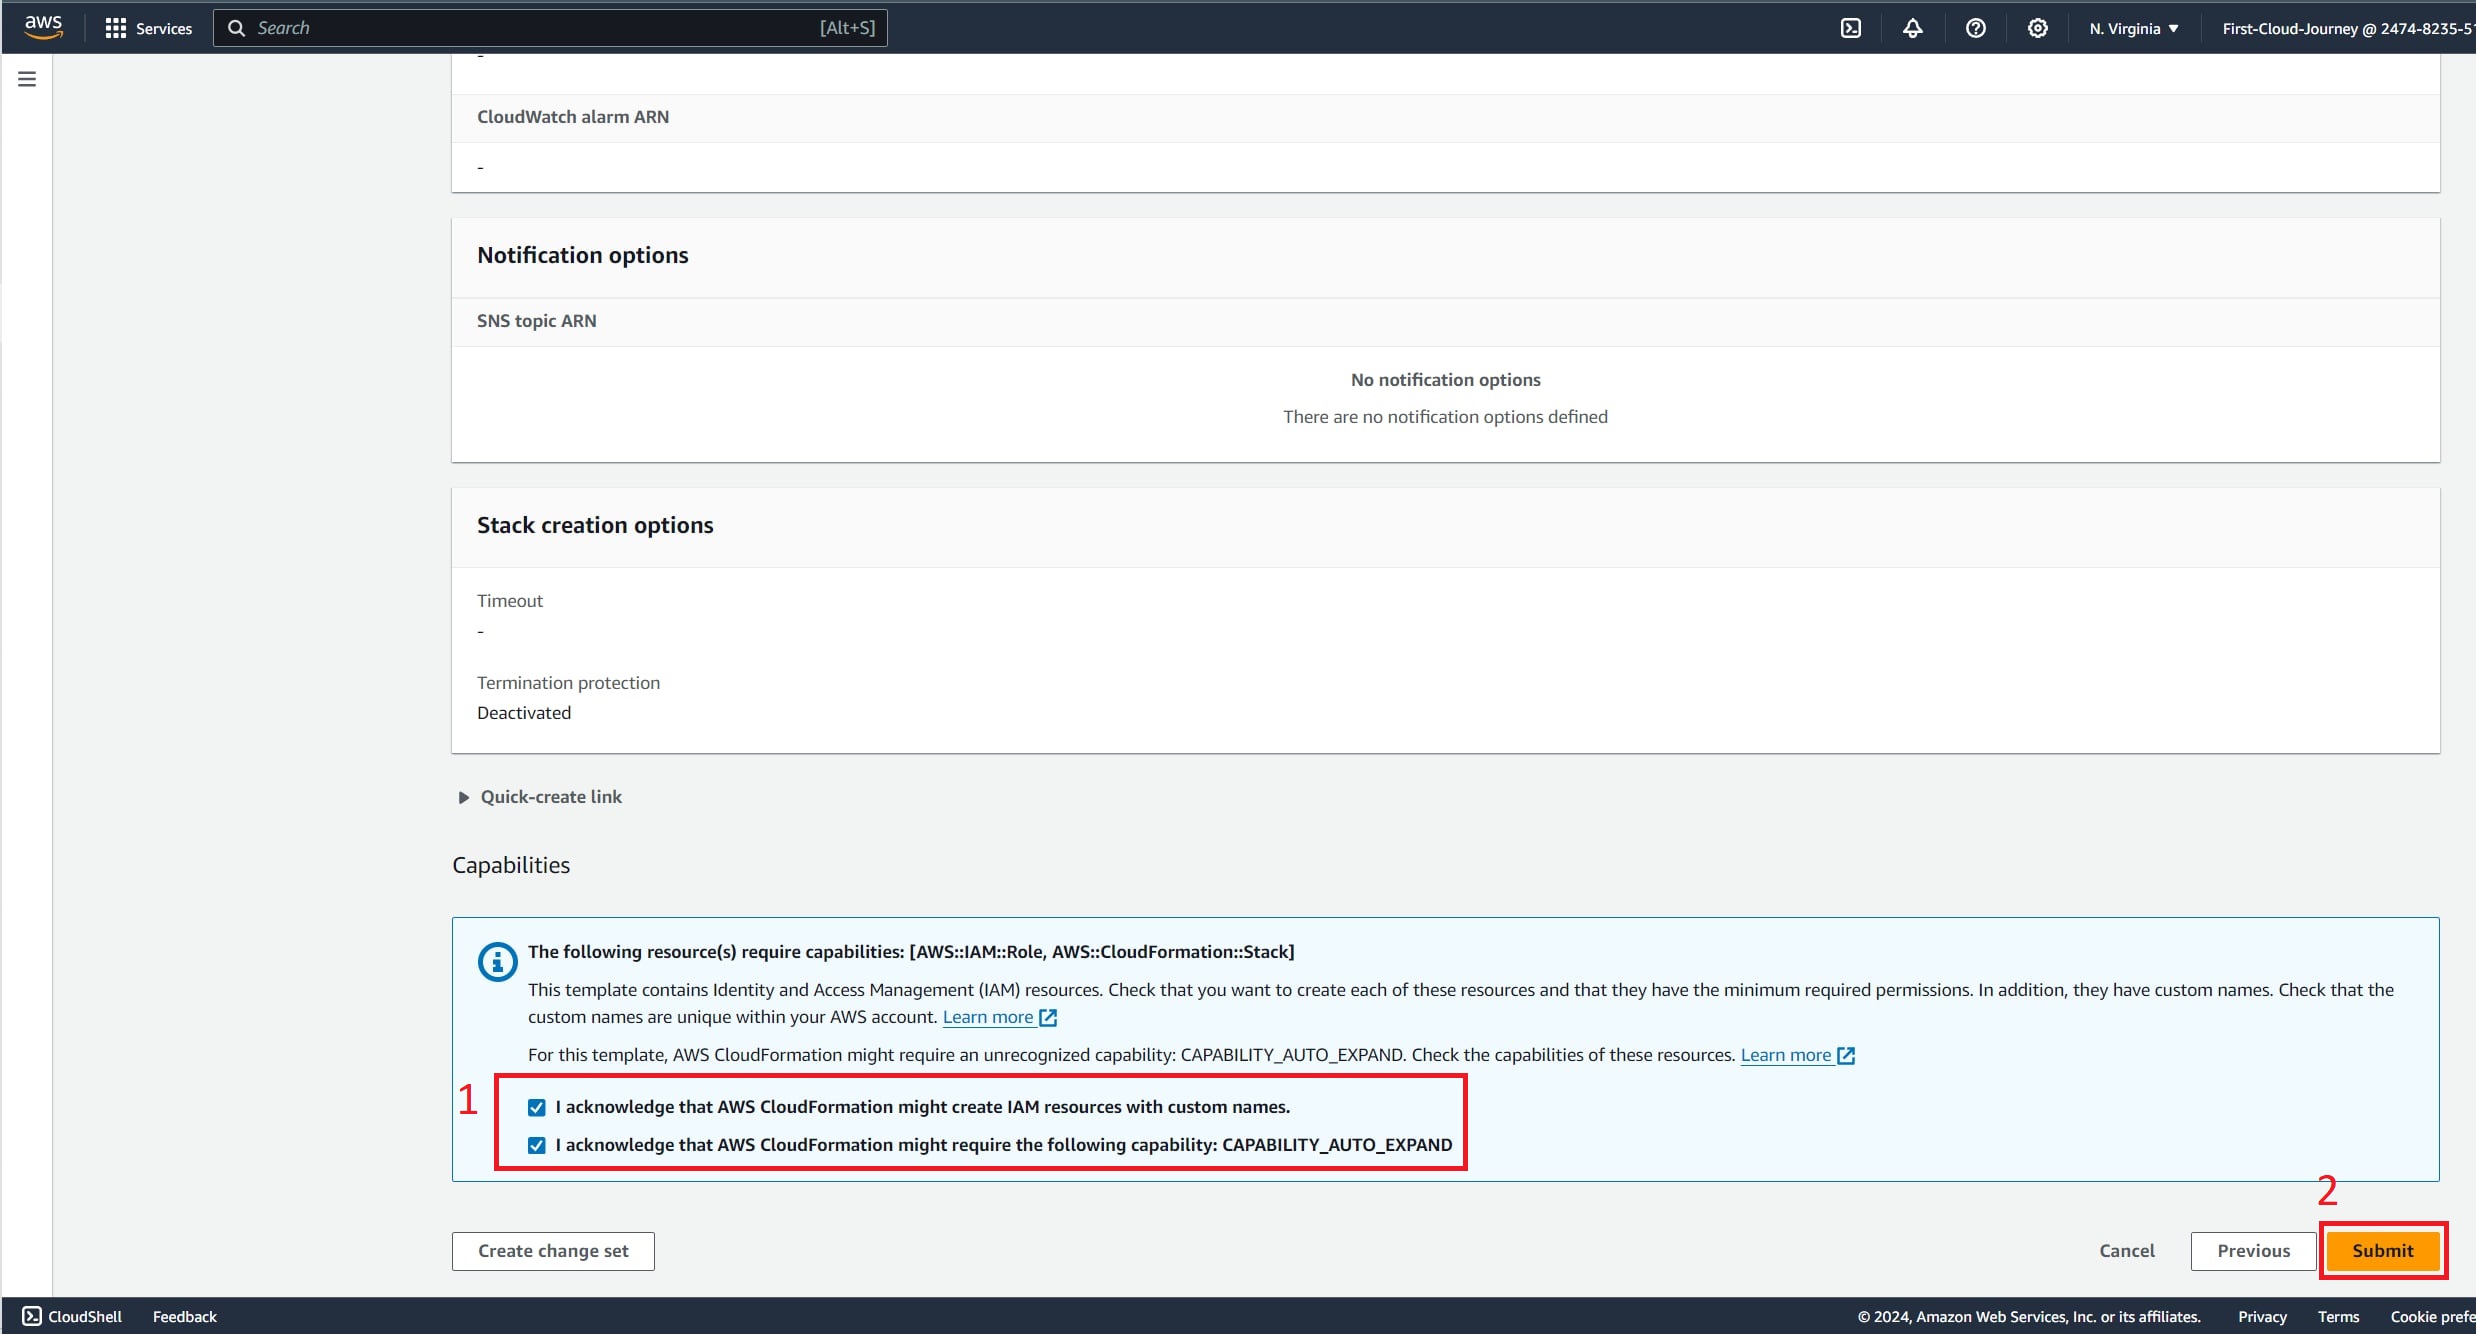 aws
Services
Search
[Alt+S]
N. Virginia
First-Cloud-Journey @ 2474-8235-5
-
CloudWatch alarm ARN
-
Notification options
SNS topic ARN
No notification options
There are no notification options defined
Stack creation options
Timeout
-
Termination protection
Deactivated
Quick-create link
Capabilities
The following resource(s) require capabilities: [AWS::IAM::Role, AWS::CloudFormation::Stack]
This template contains Identity and Access Management (IAM) resources. Check that you want to create each of these resources and that they have the minimum required permissions. In addition, they have custom names. Check that the
custom names are unique within your AWS account. Learn more
For this template, AWS CloudFormation might require an unrecognized capability: CAPABILITY_AUTO_EXPAND. Check the capabilities of these resources. Learn more
1
I acknowledge that AWS CloudFormation might create IAM resources with custom names.
I acknowledge that AWS CloudFormation might require the following capability: CAPABILITY_AUTO_EXPAND
2
Create change set
Cancel
Previous
Submit
CloudShell
Feedback
© 2024, Amazon Web Services, Inc. or its affiliates.
Privacy
Terms
Cookie prefe